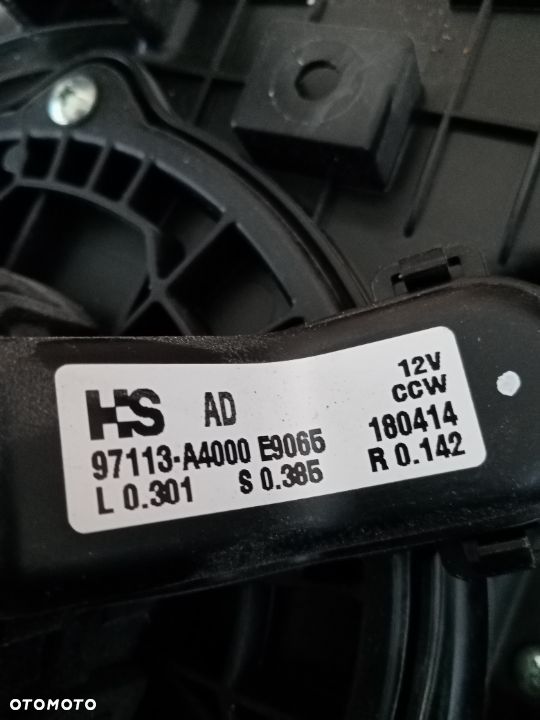 HS AD 12V
CCW
97113-A4000 E9065 180414
L 0.301 S 0.385 R 0.142
OTOMOTO